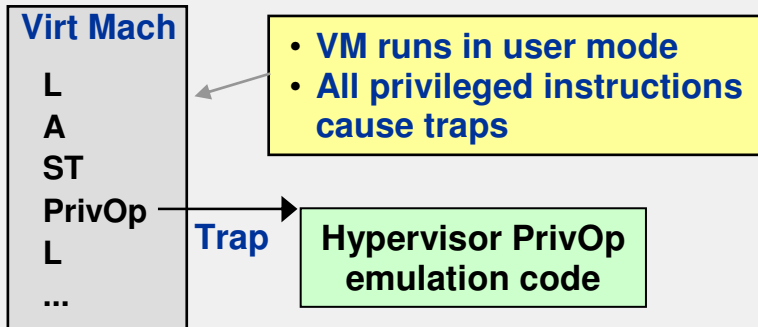 Virt Mach
L
A
ST
PrivOp
L
...
• VM runs in user mode
• All privileged instructions
cause traps
Trap
Hypervisor PrivOp
emulation code